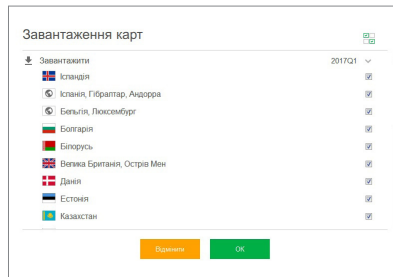 Завантаження карт
Завантажити 2017Q1
Ісландія
Іспанія, Гібралтар, Андорра
Бельгія, Люксембург
Болгарія
Білорусь
Велика Британія, Острів Мен
Данія
Естонія
Казахстан
Відмінити OK